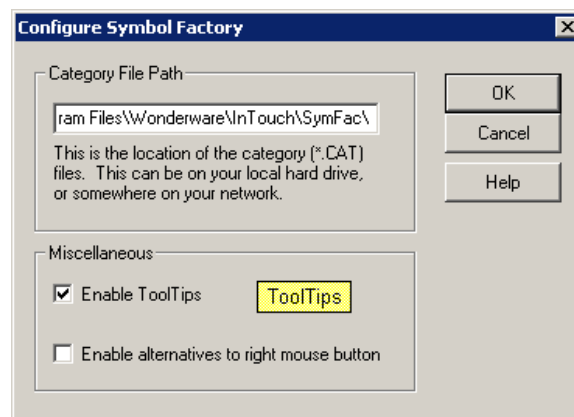 Configure Symbol Factory
Category File Path
ram Files\Wonderware\InTouch\SymFac\
This is the location of the category (*.CAT)
files. This can be on your local hard drive,
or somewhere on your network.
OK
Cancel
Help
Miscellaneous
Enable ToolTips
ToolTips
Enable alternatives to right mouse button